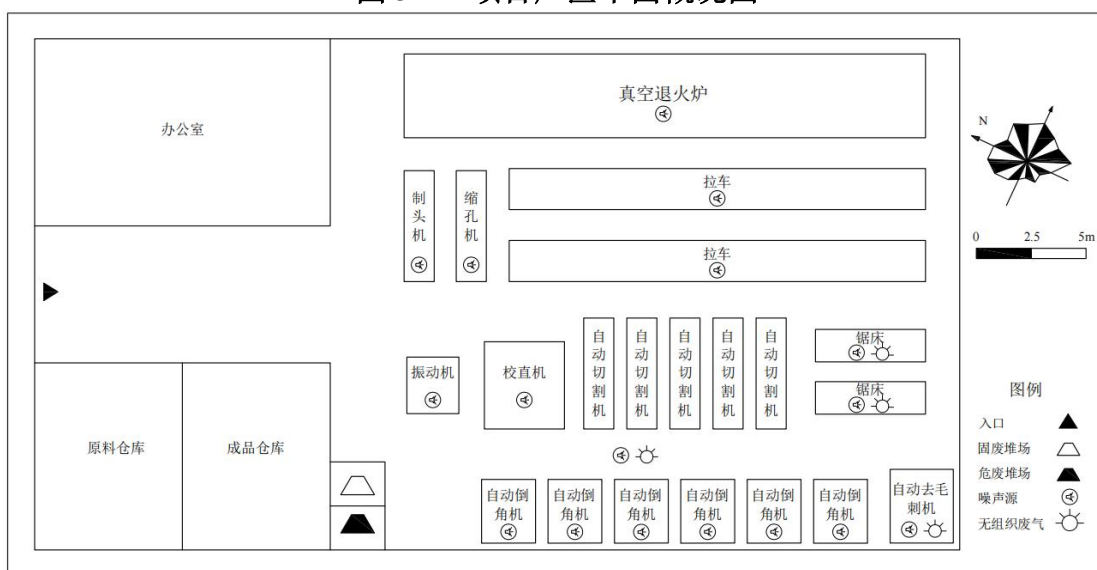 办公室
真空退火炉
制头机
缩孔机
拉车
拉车
N
0 2.5 5m
振动机
校直机
自动切割机
自动切割机
自动切割机
自动切割机
自动切割机
锯床
锯床
原料仓库
成品仓库
自动倒角机
自动倒角机
自动倒角机
自动倒角机
自动倒角机
自动倒角机
自动去毛
刺机
图例
入口
固废堆场
危废堆场
噪声源
无组织废气